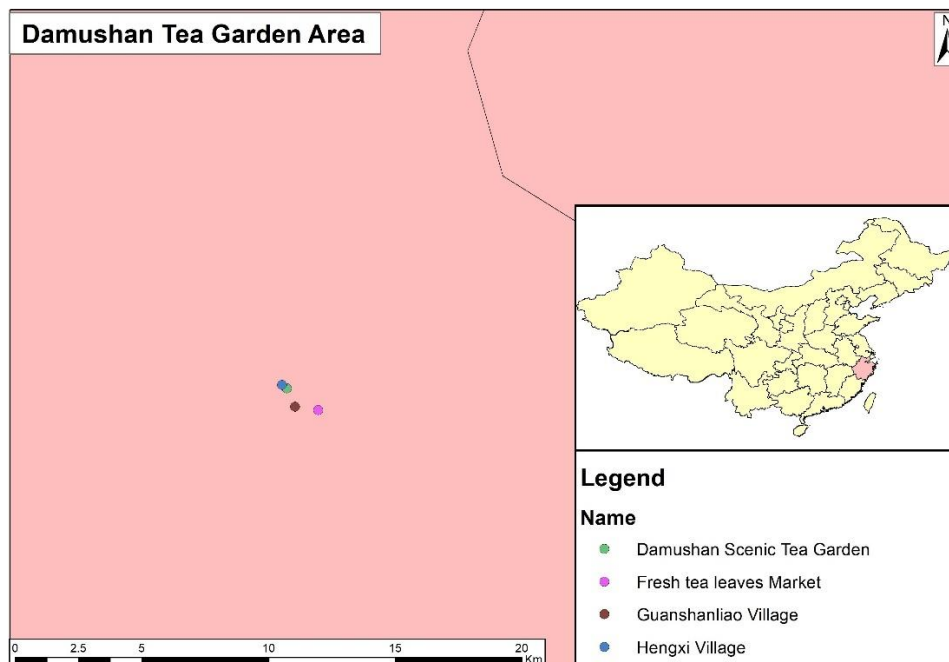 Damushan Tea Garden Area
N
Legend
Name
Damushan Scenic Tea Garden
Fresh tea leaves Market
Guanshanliao Village
Hengxi Village
0 2.5 5 10 15 20
Km